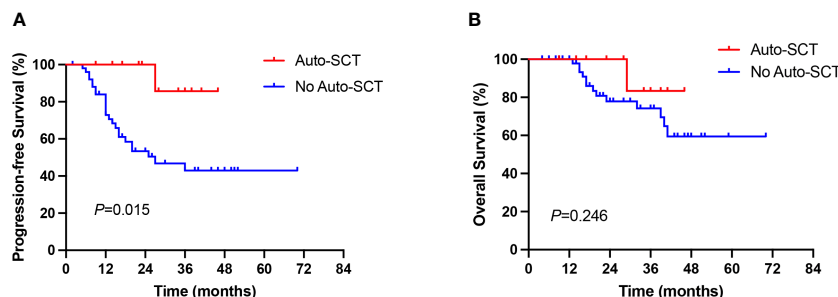 A
Progression-free Survival (%)
100
80
60
40
20
0
0 12 24 36 48 60 72 84
Time (months)
Auto-SCT
No Auto-SCT
P=0.015
B
Overall Survival (%)
100
80
60
40
20
0
0 12 24 36 48 60 72 84
Time (months)
Auto-SCT
No Auto-SCT
P=0.246